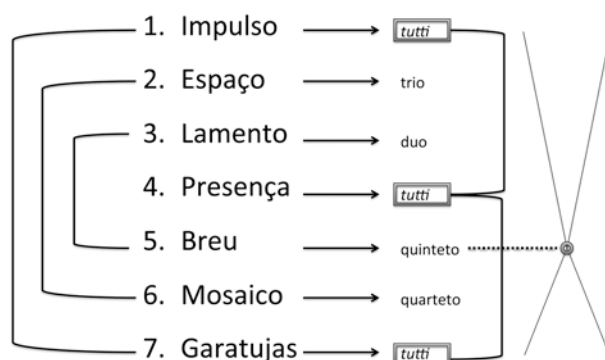 1. Impulso tutti
2. Espaço trio
3. Lamento duo
4. Presença tutti
5. Breu quinteto
6. Mosaico quarteto
7. Garatujas tutti